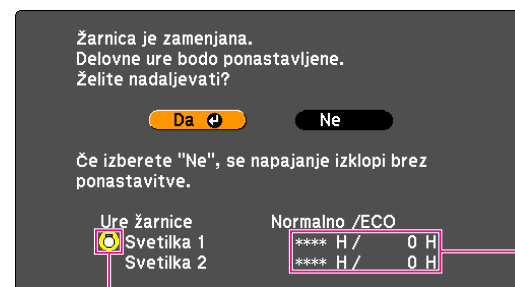 Žarnica je zamenjana.
Delovne ure bodo ponastavljene.
Želite nadaljevati?
Da Ne
Če izberete "Ne", se napajanje izklopi brez
ponastavitve.
Ure žarnice Normalno /ECO
Svetilka 1 **** H / 0 H
Svetilka 2 **** H / 0 H